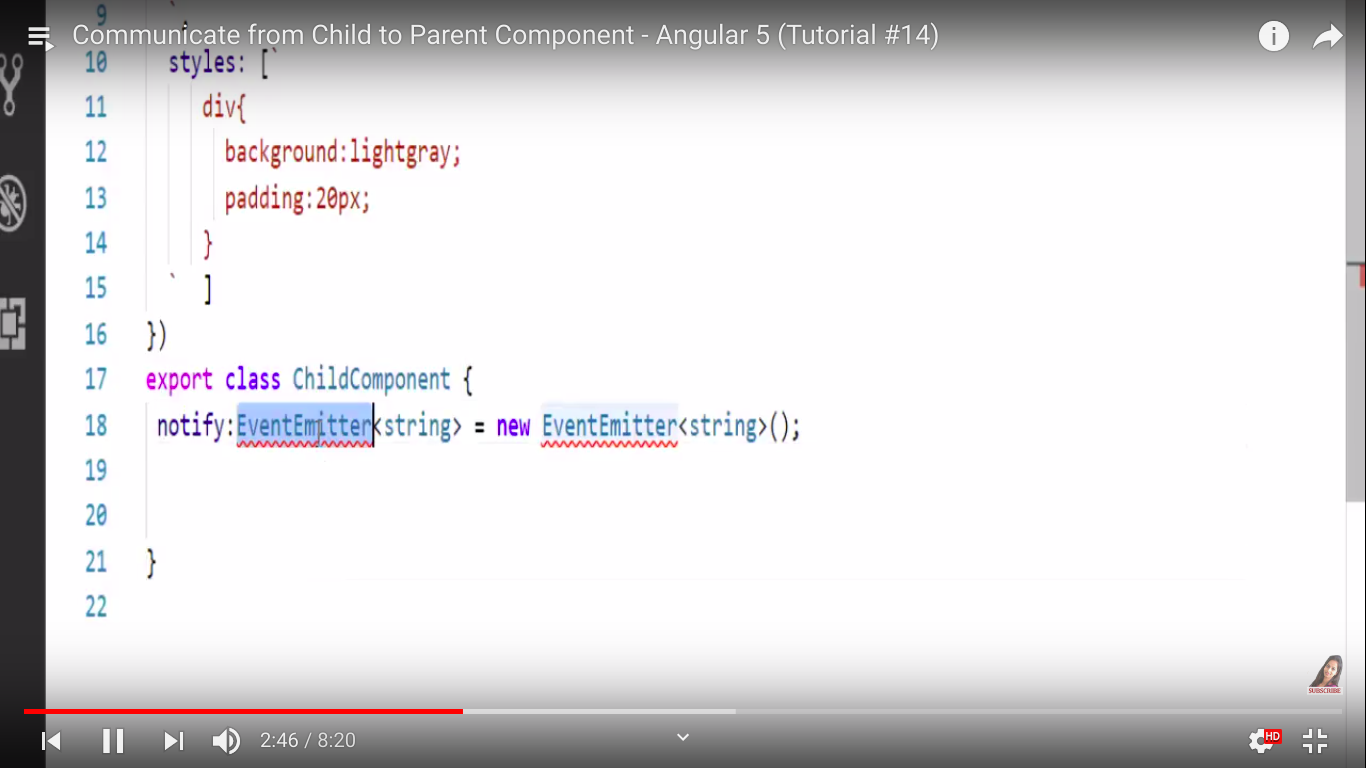 9 `,
Communicate from Child to Parent Component - Angular 5 (Tutorial #14)
10 styles: [`
11 div{
12 background:lightgray;
13 padding:20px;
14 }
15 ` ]
16 })
17 export class ChildComponent {
18 notify:EventEmitter<string> = new EventEmitter<string>();
19
20
21 }
22
SUBSCRIBE
2:46 / 8:20
HD